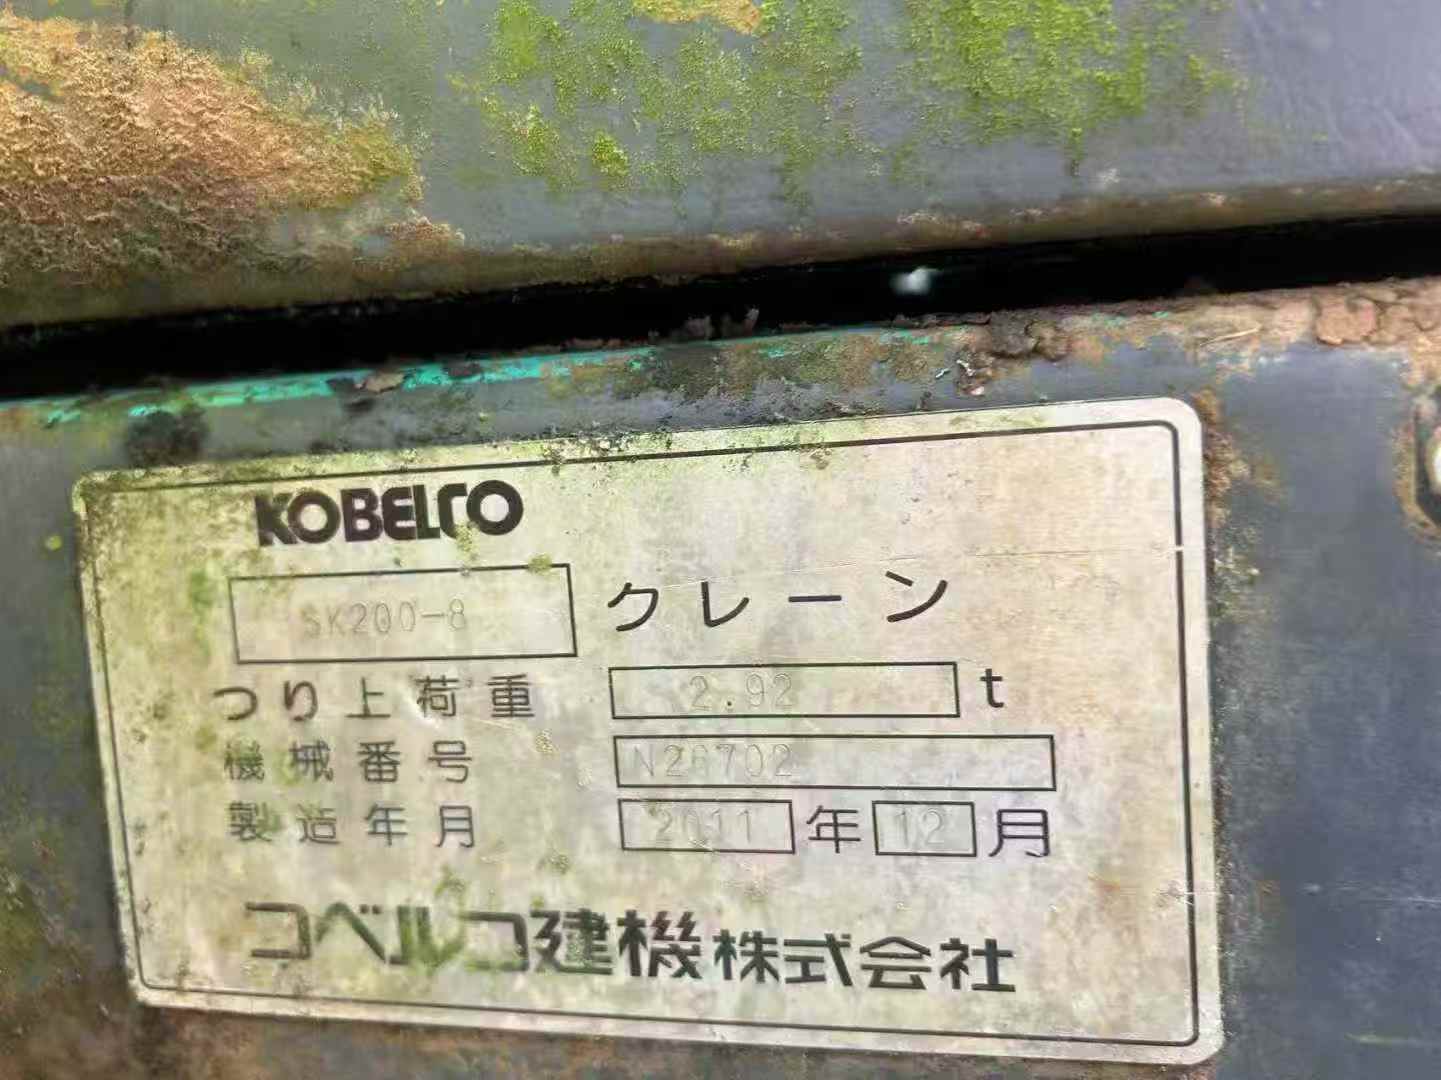 KOBELCO
SK200-8 クレーン
つり上荷重 2.92 t
機械番号 N26702
製造年月 2011 年 12 月
コベルコ建機株式会社